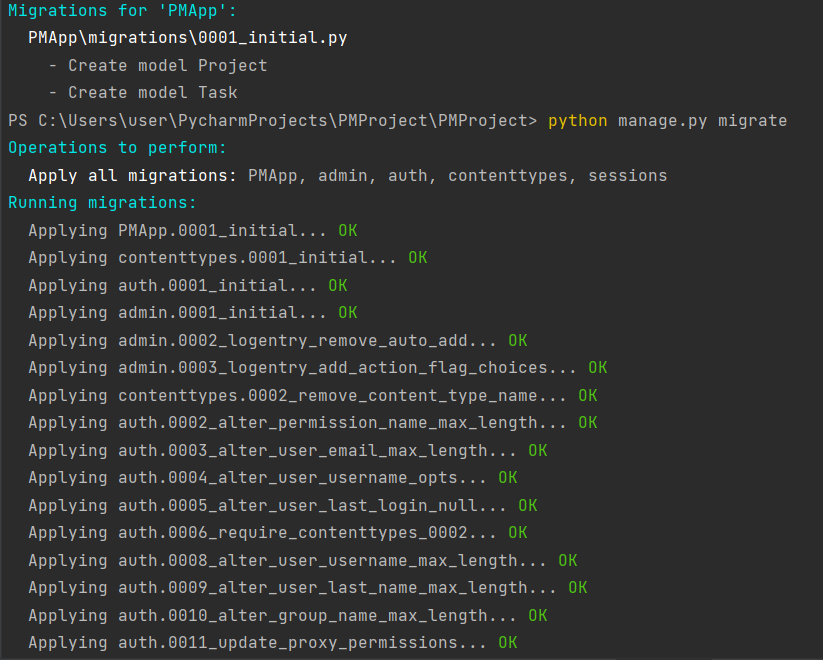 Migrations for 'PMApp':
PMApp\migrations\0001_initial.py
- Create model Project
- Create model Task
PS C:\Users\user\PycharmProjects\PMProject\PMProject> python manage.py migrate
Operations to perform:
Apply all migrations: PMApp, admin, auth, contenttypes, sessions
Running migrations:
Applying PMApp.0001_initial... OK
Applying contenttypes.0001_initial... OK
Applying auth.0001_initial... OK
Applying admin.0001_initial... OK
Applying admin.0002_logentry_remove_auto_add... OK
Applying admin.0003_logentry_add_action_flag_choices... OK
Applying contenttypes.0002_remove_content_type_name... OK
Applying auth.0002_alter_permission_name_max_length... OK
Applying auth.0003_alter_user_email_max_length... OK
Applying auth.0004_alter_user_username_opts... OK
Applying auth.0005_alter_user_last_login_null... OK
Applying auth.0006_require_contenttypes_0002... OK
Applying auth.0008_alter_user_username_max_length... OK
Applying auth.0009_alter_user_last_name_max_length... OK
Applying auth.0010_alter_group_name_max_length... OK
Applying auth.0011_update_proxy_permissions... OK